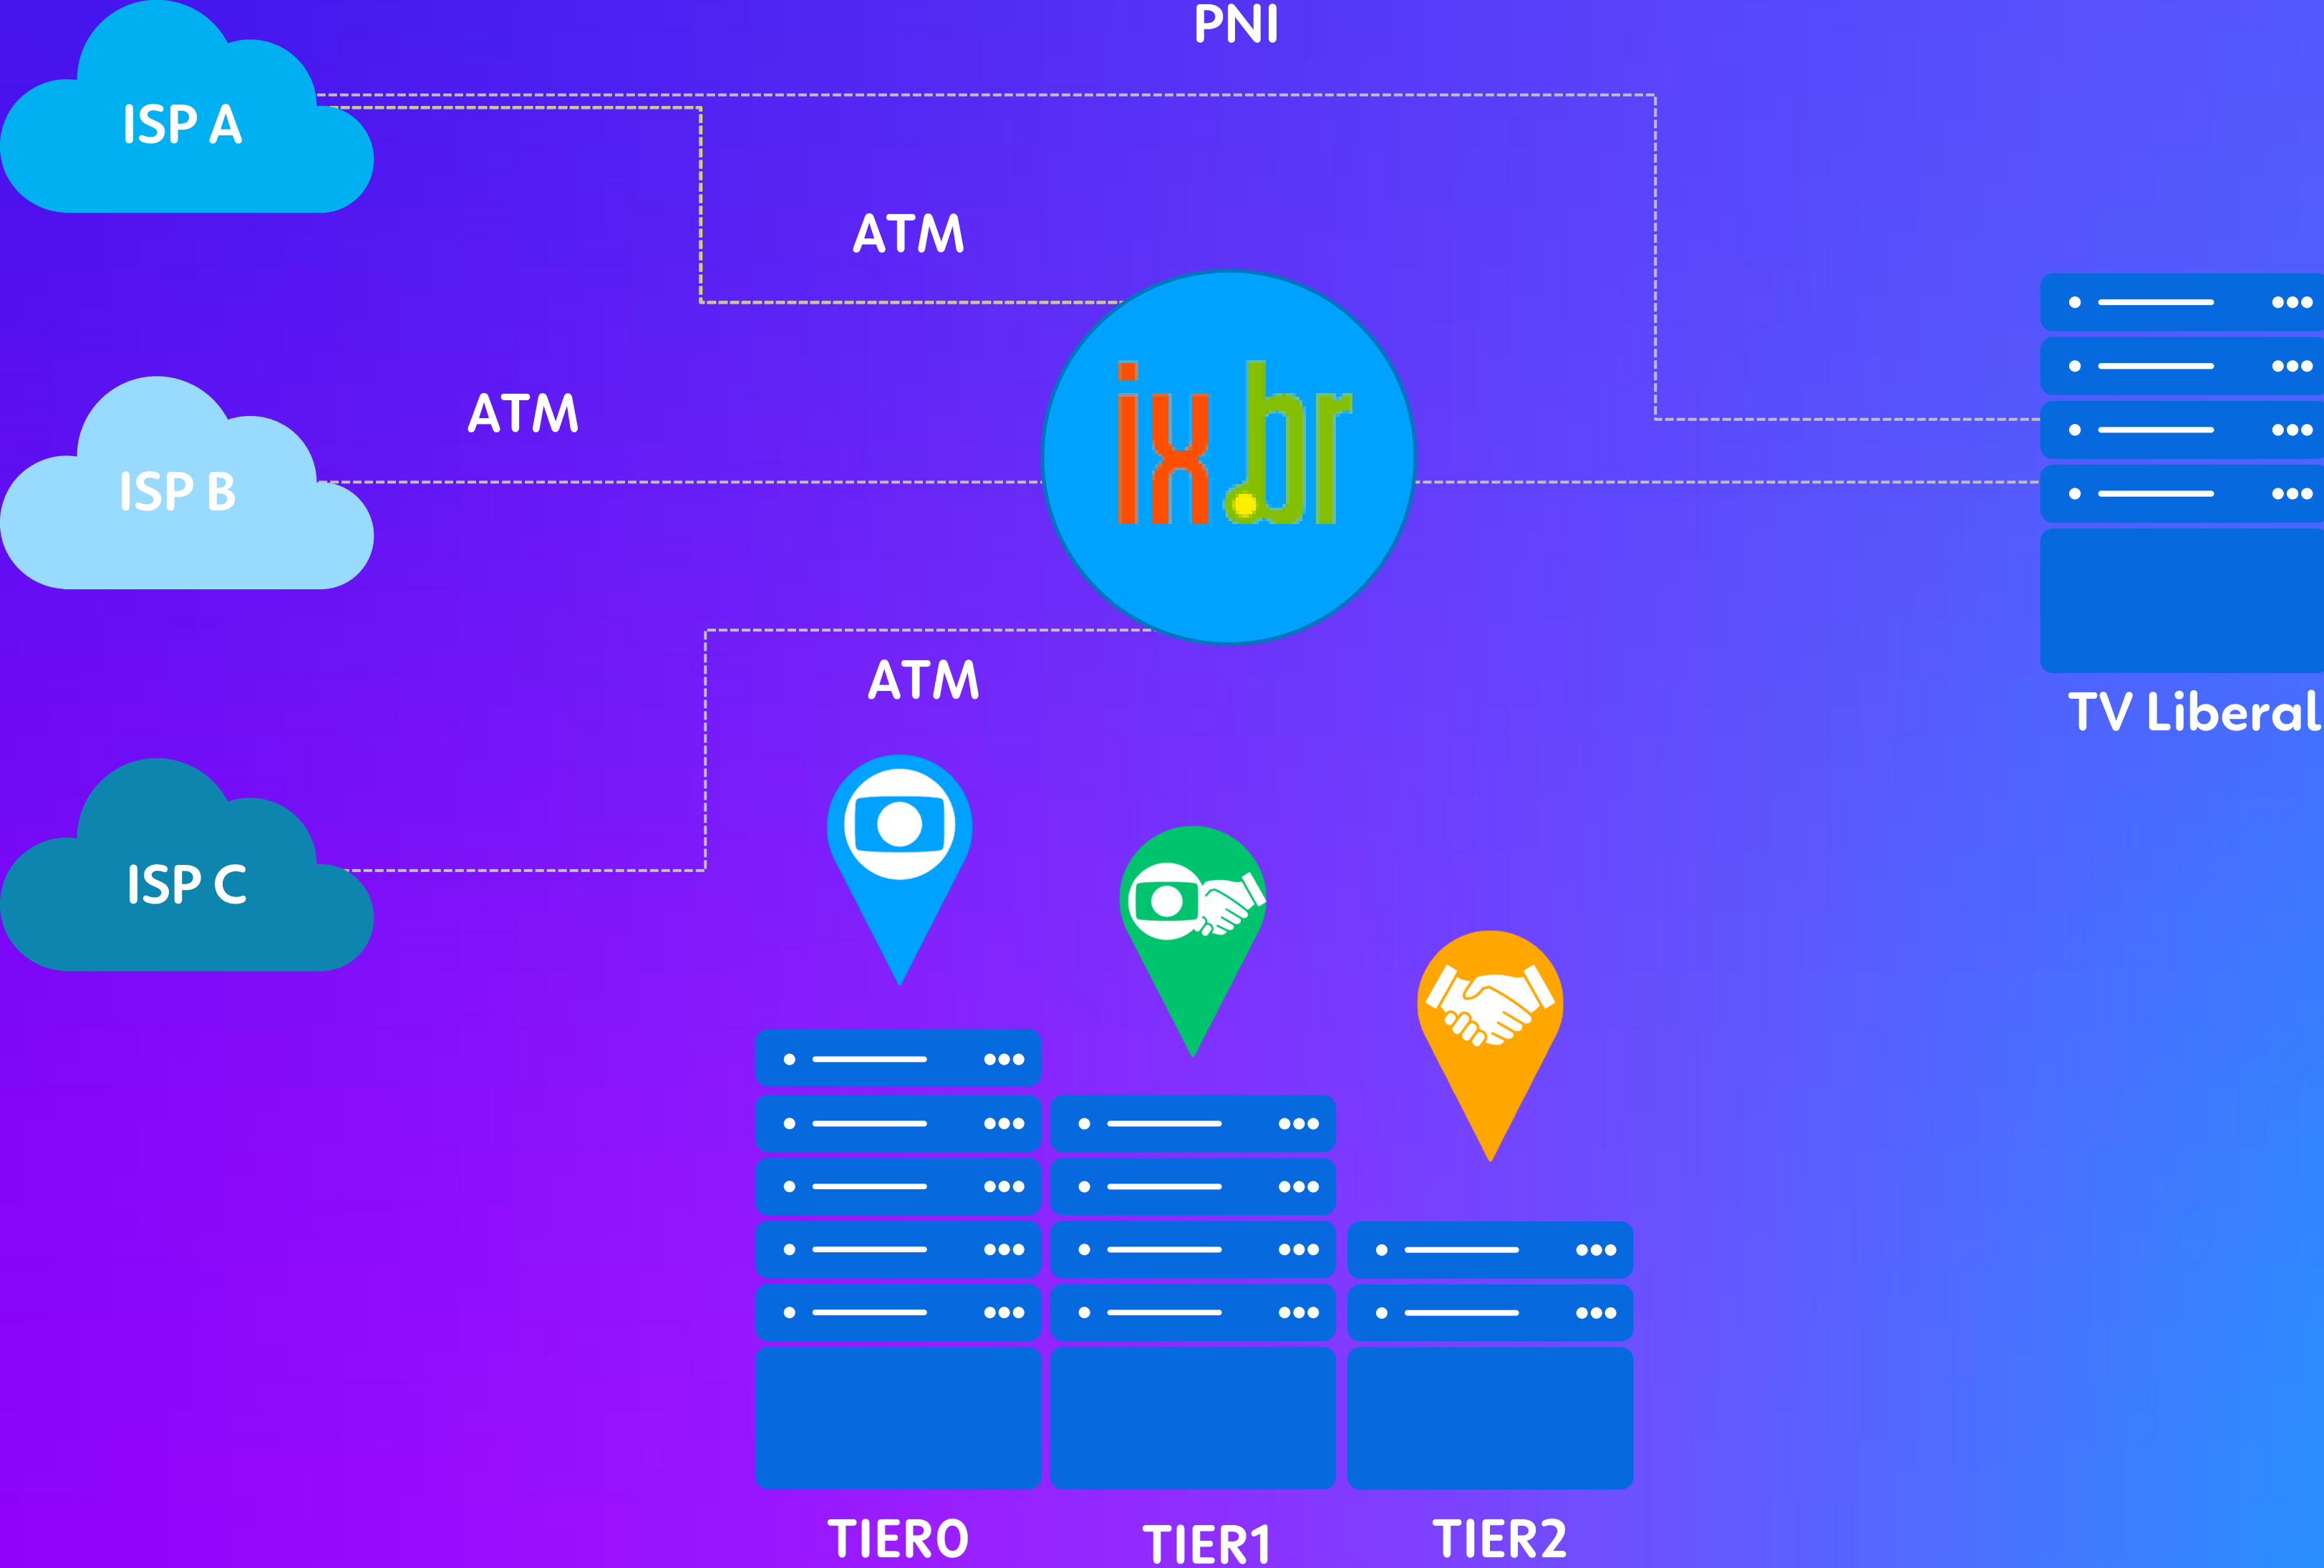 PNI
ISP A
ATM
ATM
ix.br
ISP B
ATM
TV Liberal
ISP C
TIER0
TIER1
TIER2